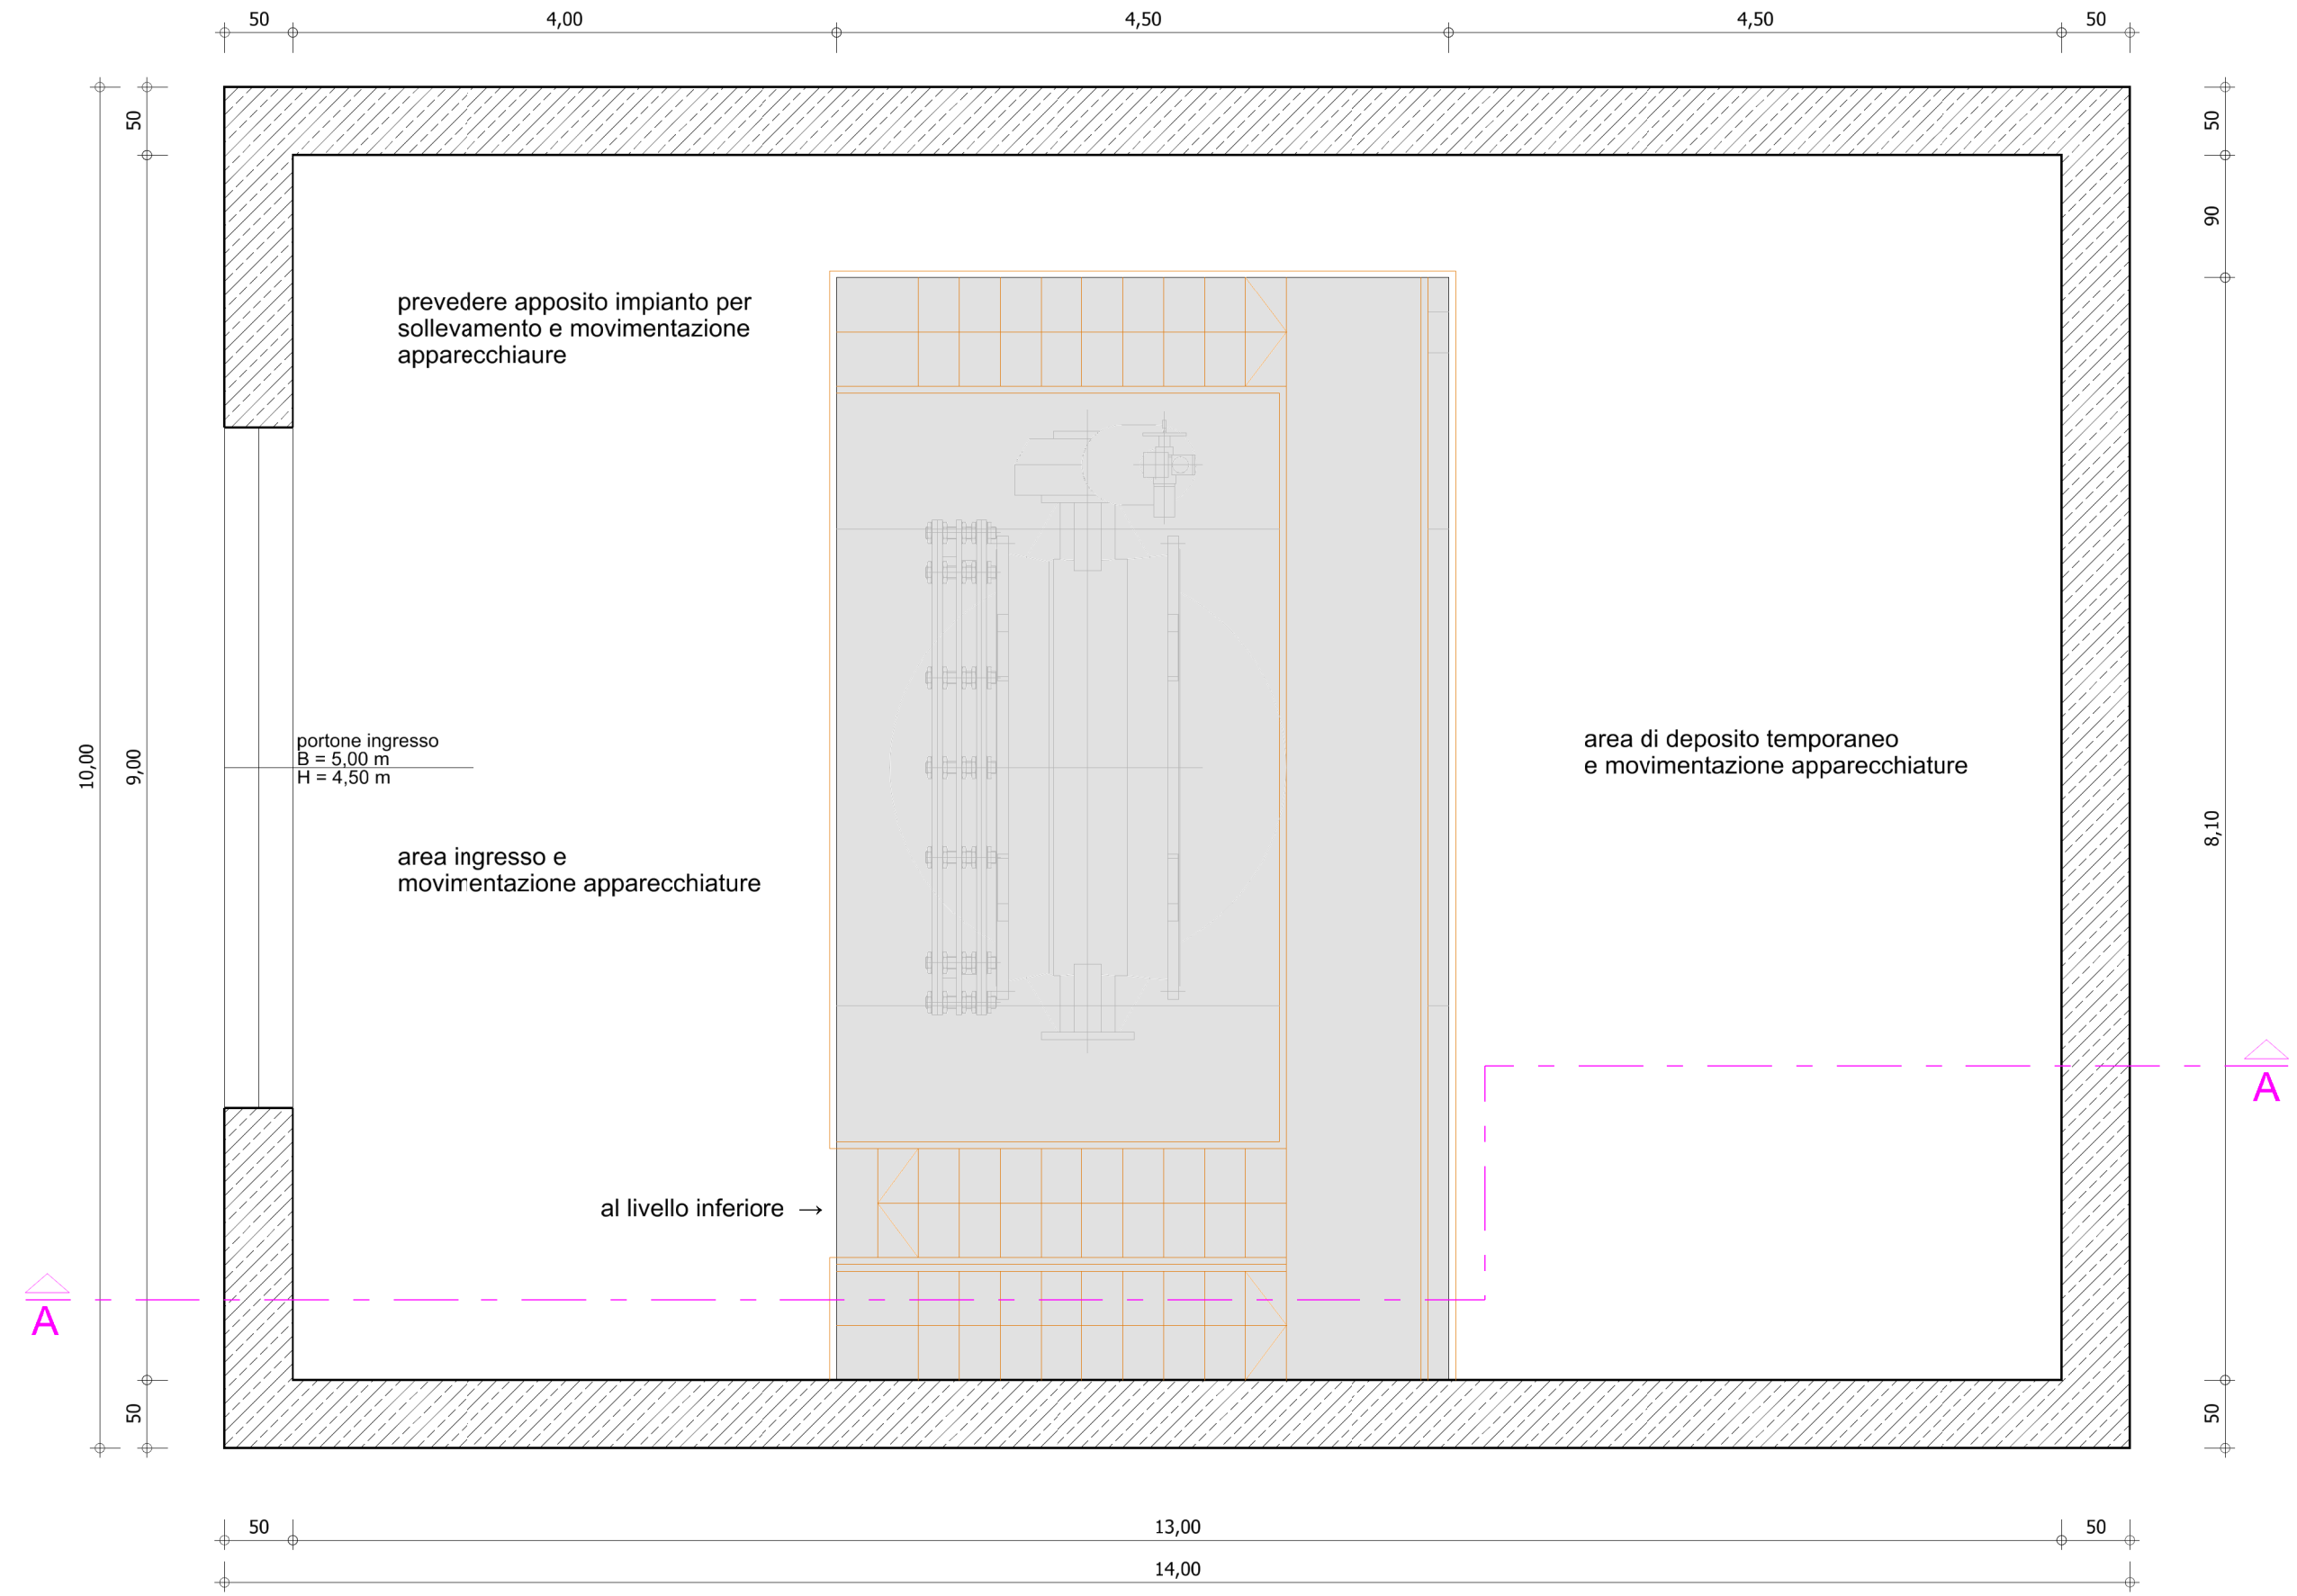 50
4,00
4,50
4,50
50
50
50
90
prevedere apposito impianto per
sollevamento e movimentazione
apparecchiaure
10,00
9,00
portone ingresso
B = 5,00 m
H = 4,50 m
area di deposito temporaneo
e movimentazione apparecchiature
8,10
area ingresso e
movimentazione apparecchiature
A
al livello inferiore →
A
50
50
50
13,00
50
14,00